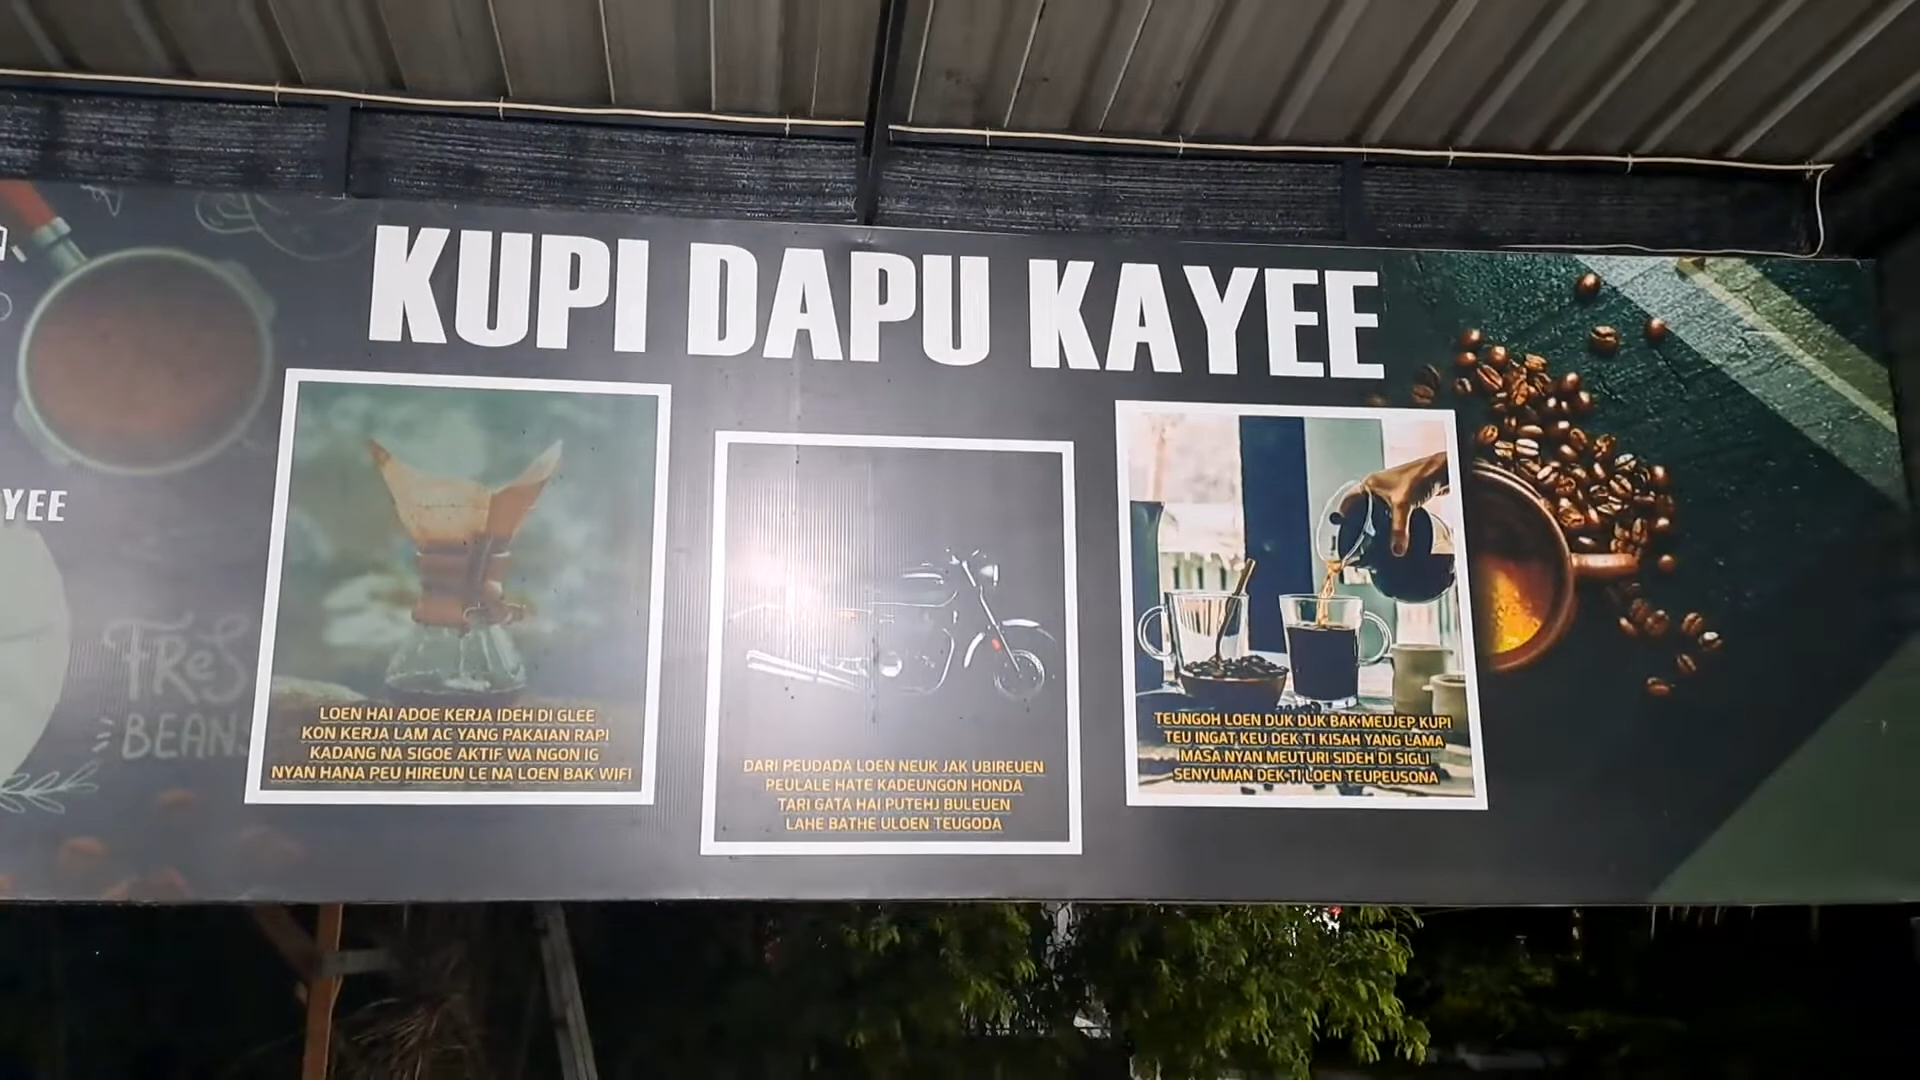 KUPI DAPU KAYEE
YEE
FRES
BEANS
LOEN HAI ADOE KERJA IDEH DI GLEE
KON KERJA LAM AC YANG PAKAIAN RAPI
KADANG NA SIGOE AKTIF WA NGON IG
NYAN HANA PEU HIREUN LE NA LOEN BAK WIFI
DARI PEUDADA LOEN NEUK JAK UBIREUEN
PEULALE HATE KADEUNGON HONDA
TARI GATA HAI PUTEHJ BULEUEN
LAHE BATHE ULOEN TEUGODA
TEUNGOH LOEN DUK DUK BAK MEUJEP KUPI
TEU INGAT KEU DEK TI KISAH YANG LAMA
MASA NYAN MEUTURI SIDEH DI SIGLI
SENYUMAN DEK TI LOEN TEUPEUSONA